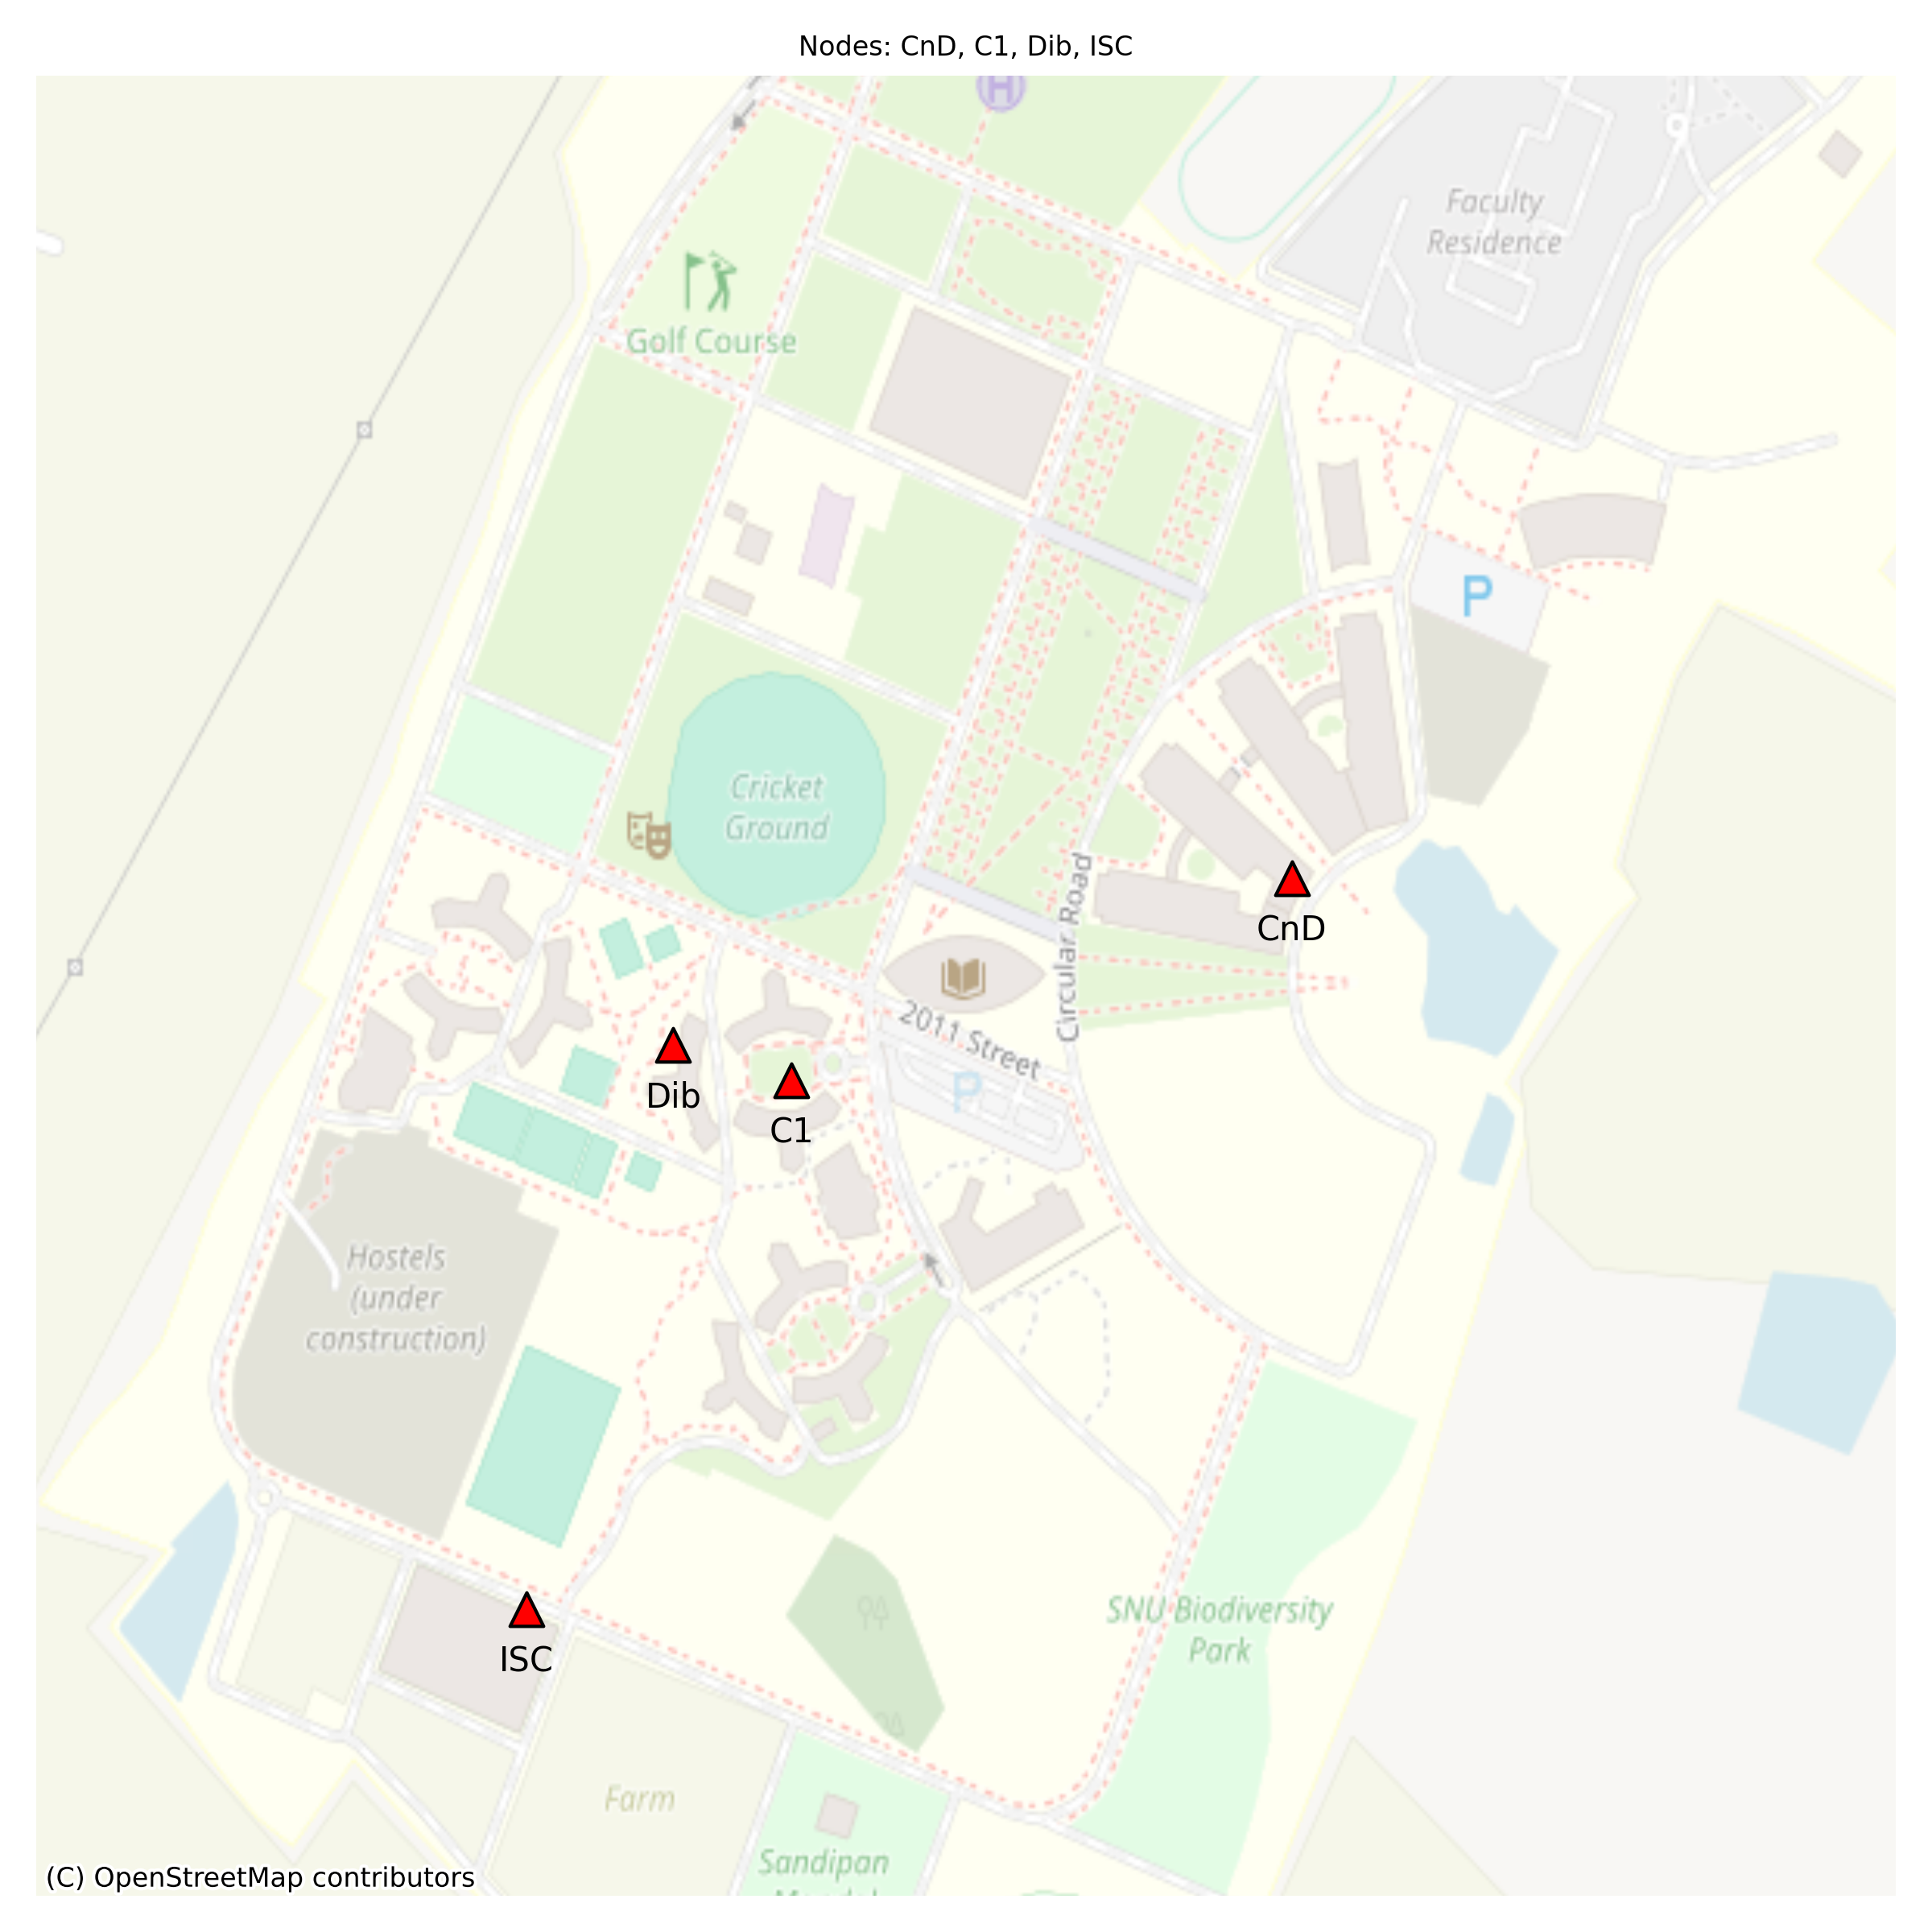 Nodes: CnD, C1, Dib, ISC
H
Faculty
Residence
Golf Course
P
Cricket
Ground
CnD
Circular Road
2011 Street
Dib
C1
P
Hostels
(under
construction)
ISC
SNU Biodiversity
Park
Farm
Sandipan
(C) OpenStreetMap contributors